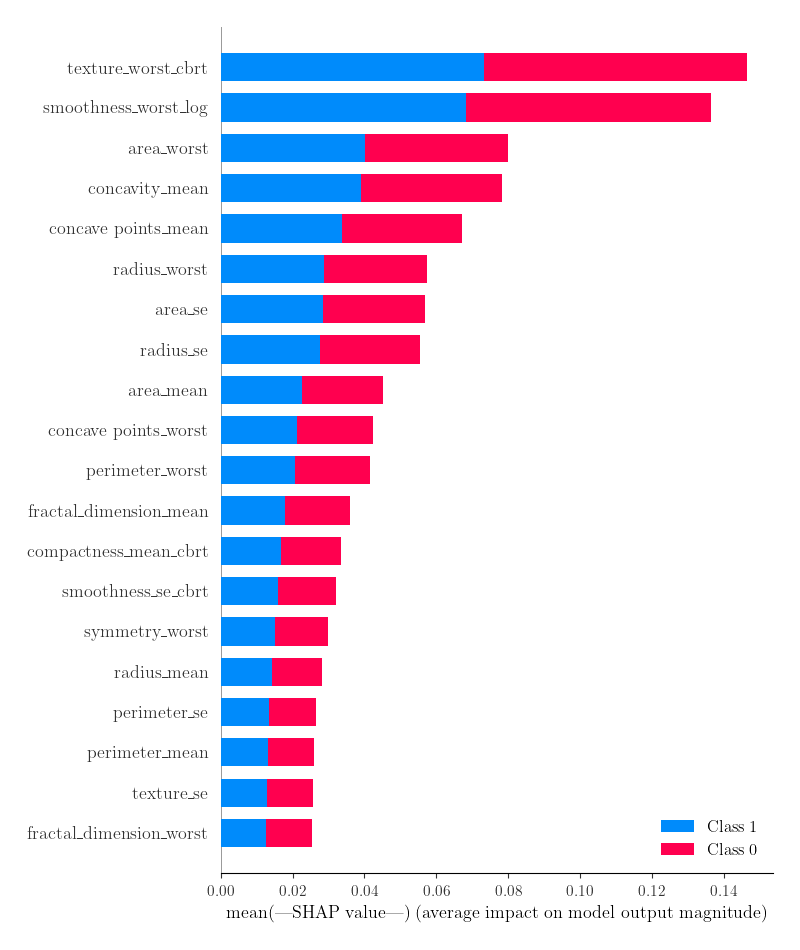 texture_worst_cbrt
smoothness_worst_log
area_worst
concavity_mean
concave points_mean
radius_worst
area_se
radius_se
area_mean
concave points_worst
perimeter_worst
fractal_dimension_mean
compactness_mean_cbrt
smoothness_se_cbrt
symmetry_worst
radius_mean
perimeter_se
perimeter_mean
texture_se
fractal_dimension_worst
Class 1
Class 0
0.00 0.02 0.04 0.06 0.08 0.10 0.12 0.14
mean(—SHAP value—) (average impact on model output magnitude)